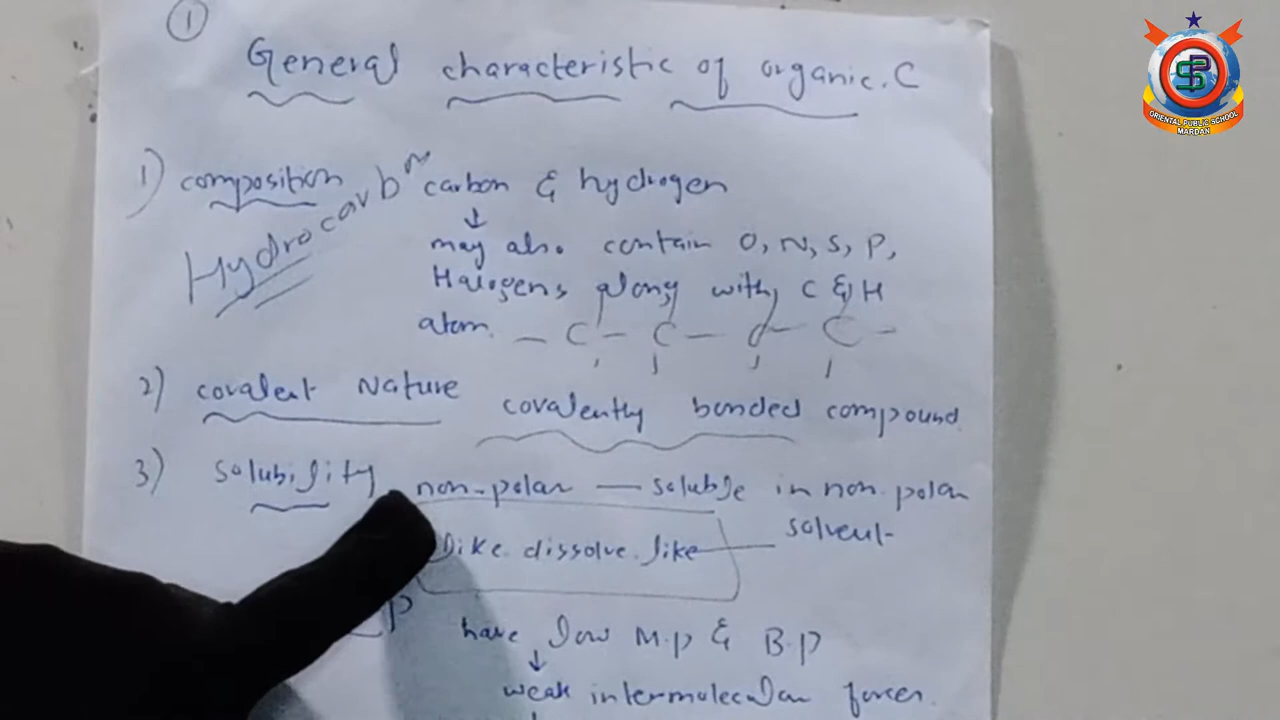 1
General characteristic of organic. C
1) composition carbon & hydrogen
Hydrocarbn
may also contain O, N, S, P,
Halogens along with C & H
atom. - C - C - C - C -
2) covalent Nature covalently bonded compound.
3) solubility non-polar — soluble in non-polar
solvent
like dissolve like
P
have low M.p & B.p
weak intermolecular forces.
SP
ORIENTAL PUBLIC SCHOOL
MARDAN